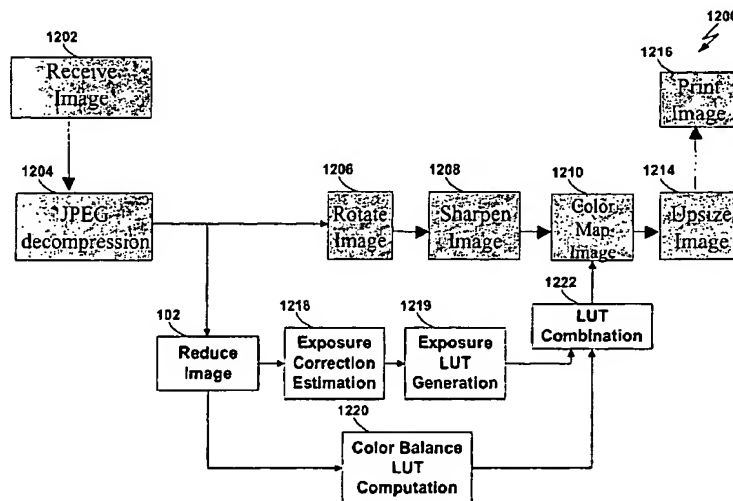 1200
1202
Receive
Image
1216
Print
Image
1204
JPEG
decompression
1206
Rotate
Image
1208
Sharpen
Image
1210
Color
Map
Image
1214
Upsize
Image
102
Reduce
Image
1218
Exposure
Correction
Estimation
1219
Exposure
LUT
Generation
1222
LUT
Combination
1220
Color Balance
LUT
Computation